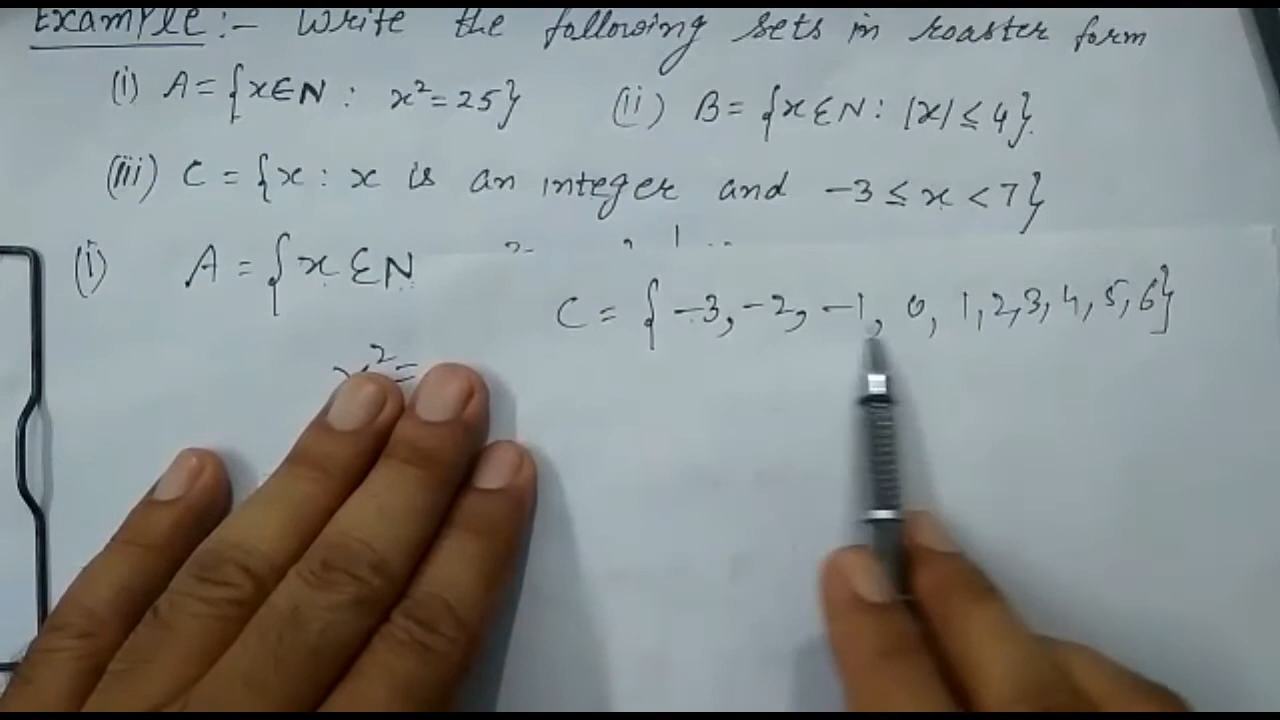 Example:- Write the following sets in roaster form
(i) A = {x∈N : x² = 25} (ii) B = {x∈N : |x| ≤ 4}.
(iii) C = {x : x is an integer and -3 ≤ x < 7}
(i) A = {x∈N
C = {-3, -2, -1, 0, 1, 2, 3, 4, 5, 6}
x² =